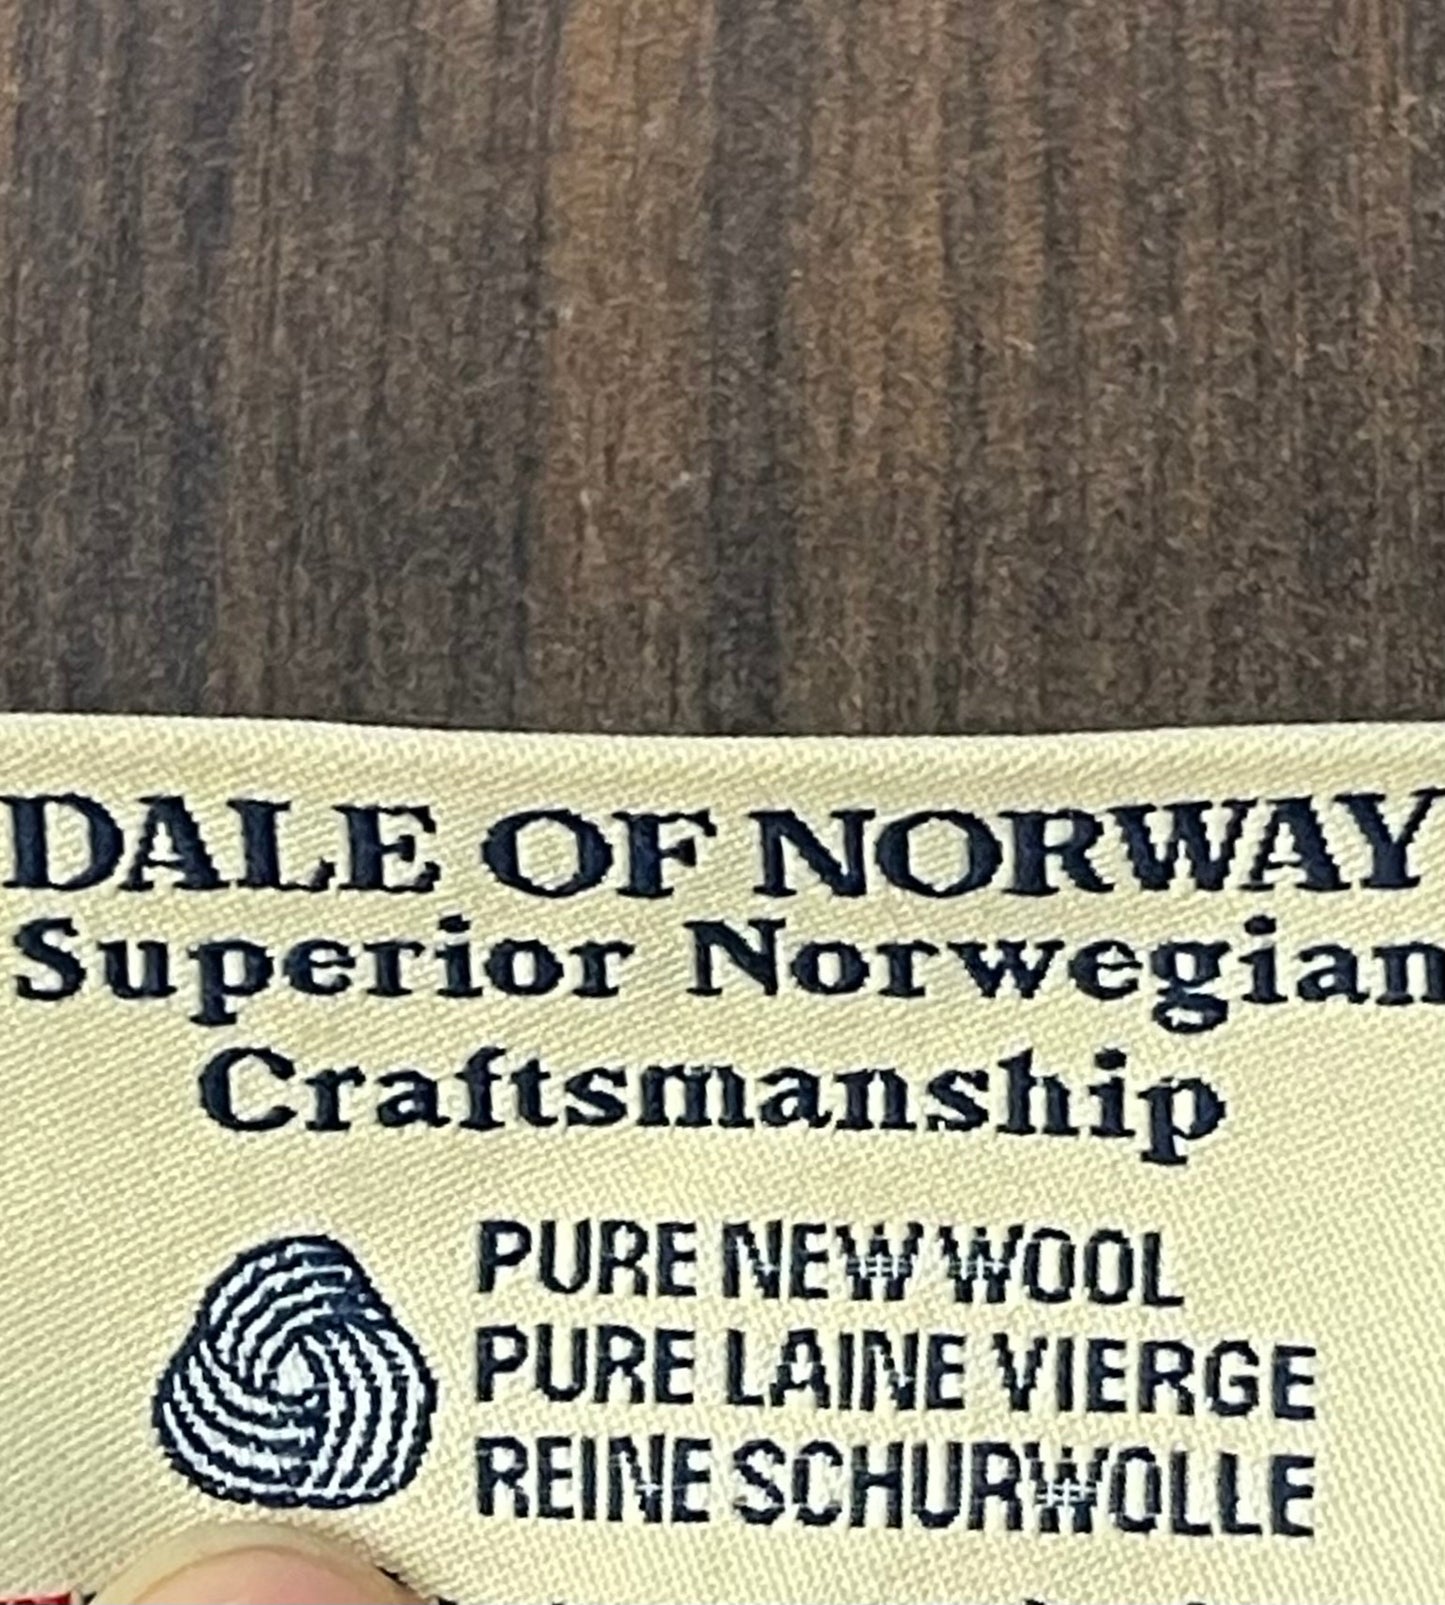 DALE OF NORWAY
Superior Norwegian
Craftsmanship
PURE NEW WOOL
PURE LAINE VIERGE
REINE SCHURWOLLE